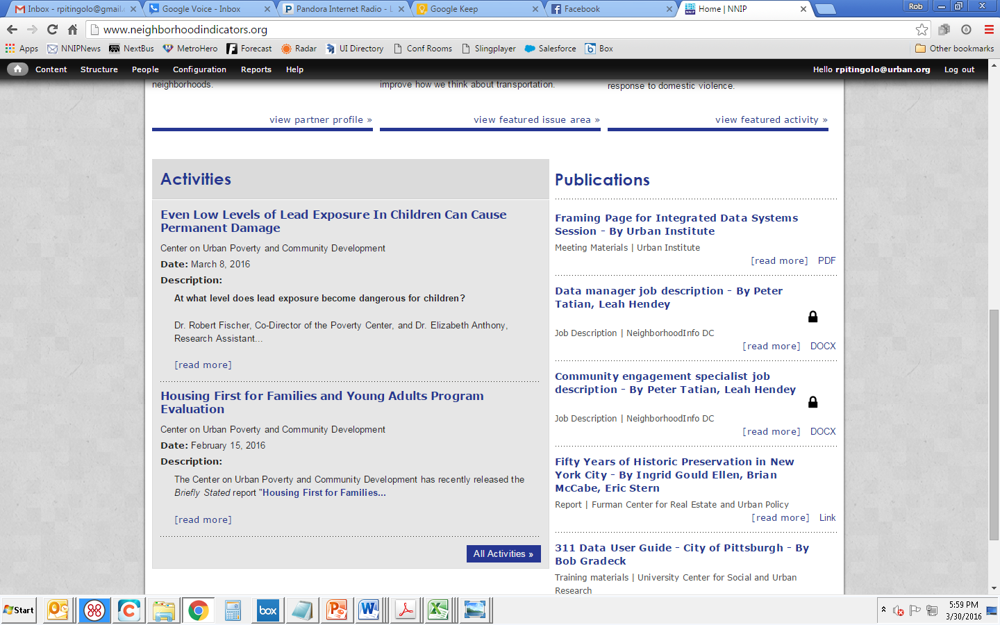 Inbox - rpitingolo@gmail.
Google Voice - Inbox
Pandora Internet Radio - L
Google Keep
Facebook
Home | NNIP
Rob
www.neighborhoodindicators.org
Apps
NNIPNews
NextBus
MetroHero
Forecast
Radar
UI Directory
Conf Rooms
Slingplayer
Salesforce
Box
Other bookmarks
Content
Structure
People
Configuration
Reports
Help
Hello rpitingolo@urban.org
Log out
neighborhoods.
improve how we think about transportation.
response to domestic violence.
view partner profile »
view featured issue area »
view featured activity »
Activities
Even Low Levels of Lead Exposure In Children Can Cause
Permanent Damage
Center on Urban Poverty and Community Development
Date: March 8, 2016
Description:
At what level does lead exposure become dangerous for children?
Dr. Robert Fischer, Co-Director of the Poverty Center, and Dr. Elizabeth Anthony,
Research Assistant...
[read more]
Housing First for Families and Young Adults Program
Evaluation
Center on Urban Poverty and Community Development
Date: February 15, 2016
Description:
The Center on Urban Poverty and Community Development has recently released the
Briefly Stated report "Housing First for Families...
[read more]
All Activities »
Publications
Framing Page for Integrated Data Systems
Session - By Urban Institute
Meeting Materials | Urban Institute
[read more] PDF
Data manager job description - By Peter
Tatian, Leah Hendey
Job Description | NeighborhoodInfo DC
[read more] DOCX
Community engagement specialist job
description - By Peter Tatian, Leah Hendey
Job Description | NeighborhoodInfo DC
[read more] DOCX
Fifty Years of Historic Preservation in New
York City - By Ingrid Gould Ellen, Brian
McCabe, Eric Stern
Report | Furman Center for Real Estate and Urban Policy
[read more] Link
311 Data User Guide - City of Pittsburgh - By
Bob Gradeck
Training materials | University Center for Social and Urban
Research
Start
box
5:59 PM
3/30/2016